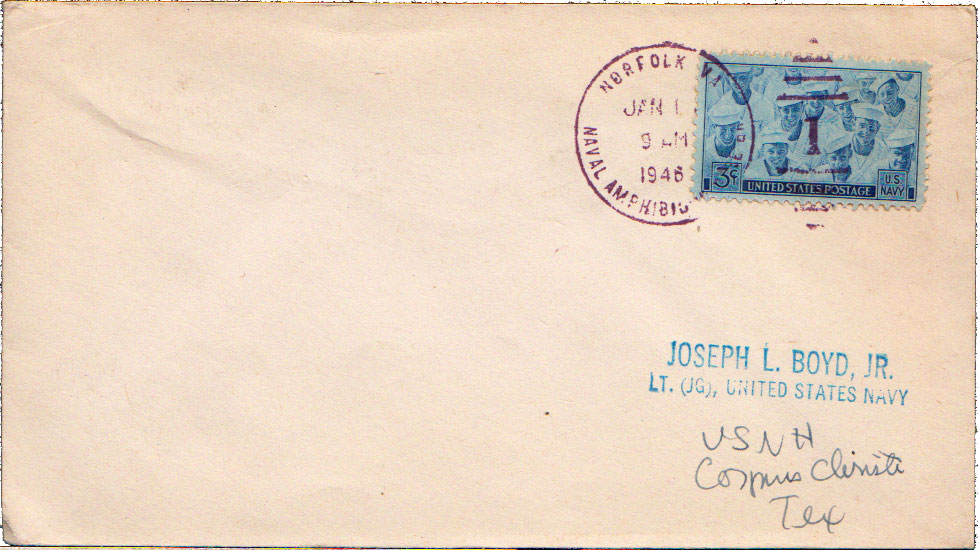 NORFOLK VA
JAN
9 AM
1946
NAVAL
1
3¢
UNITED STATES POSTAGE
U.S.
NAVY
JOSEPH L. BOYD, JR.
LT. (JG), UNITED STATES NAVY
USNH
Corpus Christi
Tex